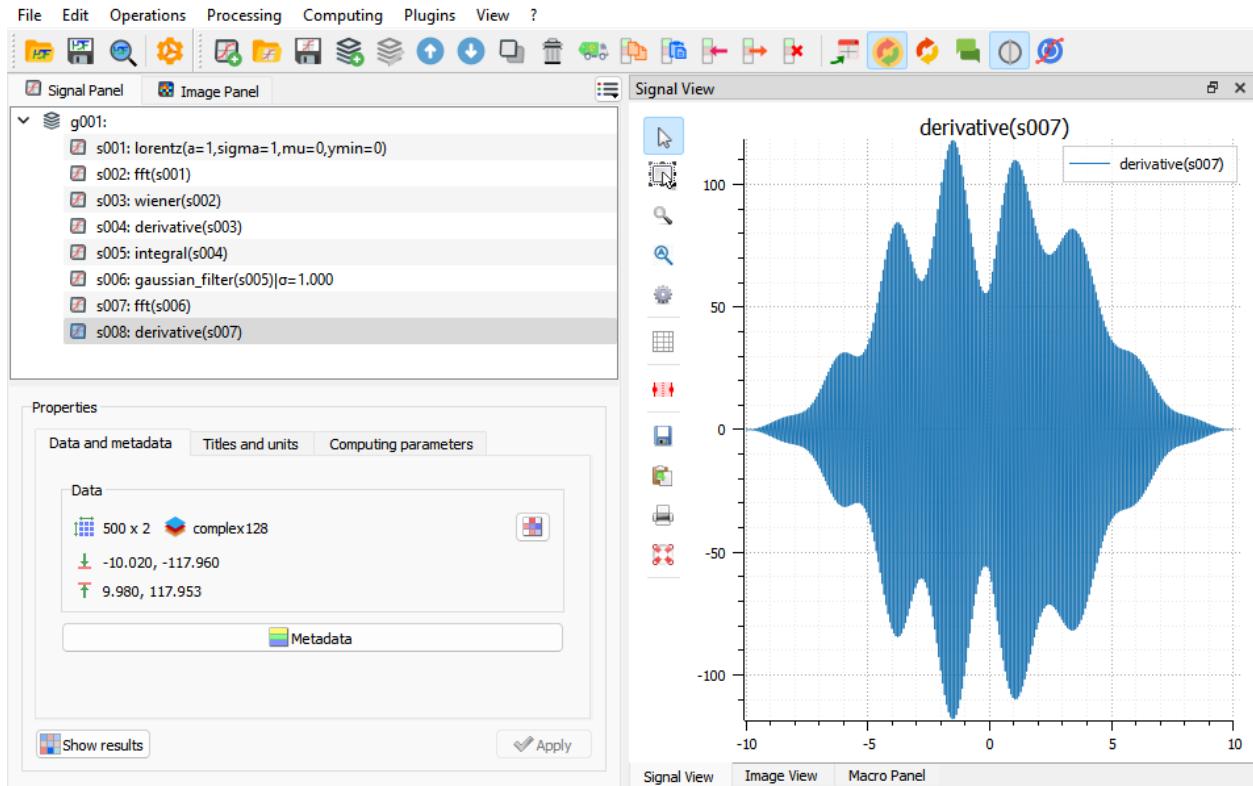 File Edit Operations Processing Computing Plugins View ?
Signal Panel Image Panel
g001:
s001: lorentz(a=1,sigma=1,mu=0,ymin=0)
s002: fft(s001)
s003: wiener(s002)
s004: derivative(s003)
s005: integral(s004)
s006: gaussian_filter(s005)|σ=1.000
s007: fft(s006)
s008: derivative(s007)
Properties
Data and metadata Titles and units Computing parameters
Data
500 x 2 complex128
-10.020, -117.960
9.980, 117.953
Metadata
Show results Apply
Signal View
derivative(s007)
derivative(s007)
100
50
0
-50
-100
-10 -5 0 5 10
Signal View Image View Macro Panel